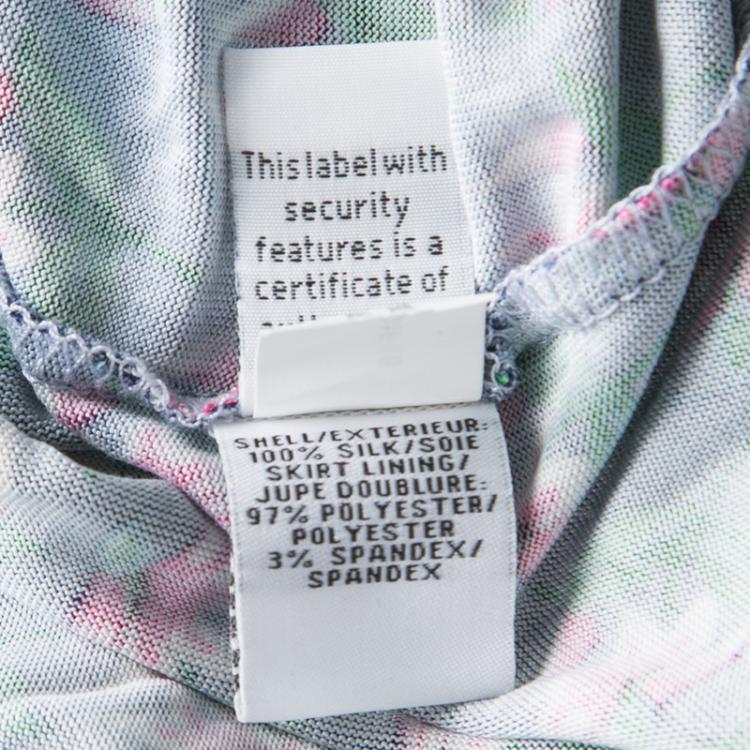 This label with
security
features is a
certificate of
SHELL/EXTERIEUR:
100% SILK/SOIE
SKIRT LINING/
JUPE DOUBLURE:
97% POLYESTER/
POLYESTER
3% SPANDEX/
SPANDEX